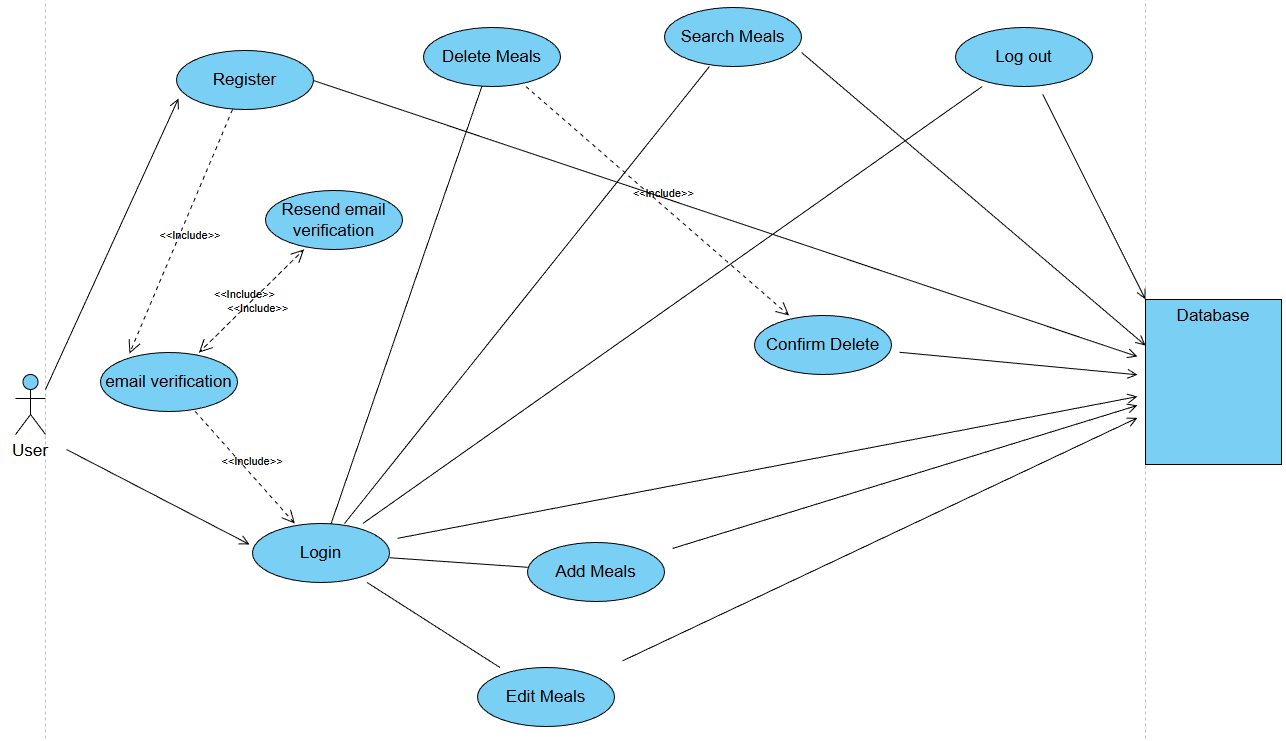 Search Meals
Delete Meals
Log out
Register
<<Include>>
Resend email
verification
<<Include>>
<<Include>>
<<Include>>
Database
Confirm Delete
email verification
User
<<Include>>
Login
Add Meals
Edit Meals